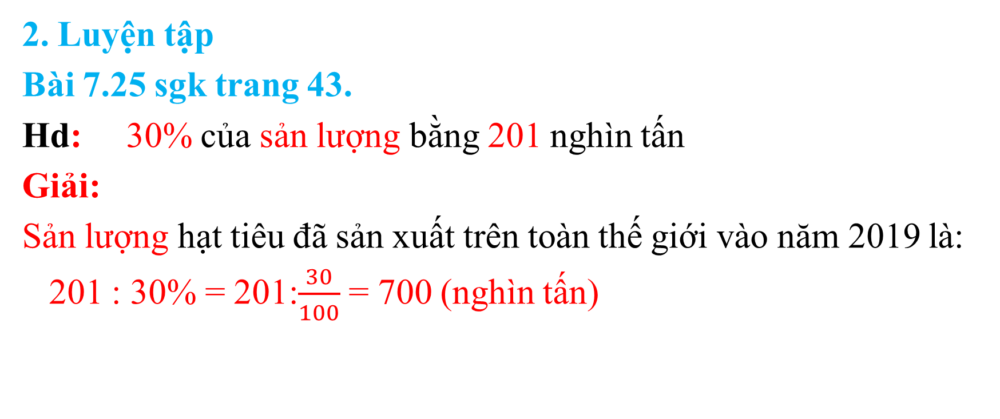 2. Luyện tập
Bài 7.25 sgk trang 43.
Hd: 30% của sản lượng bằng 201 nghìn tấn
Giải:
Sản lượng hạt tiêu đã sản xuất trên toàn thế giới vào năm 2019 là:
201 : 30% = 201:30/100 = 700 (nghìn tấn)